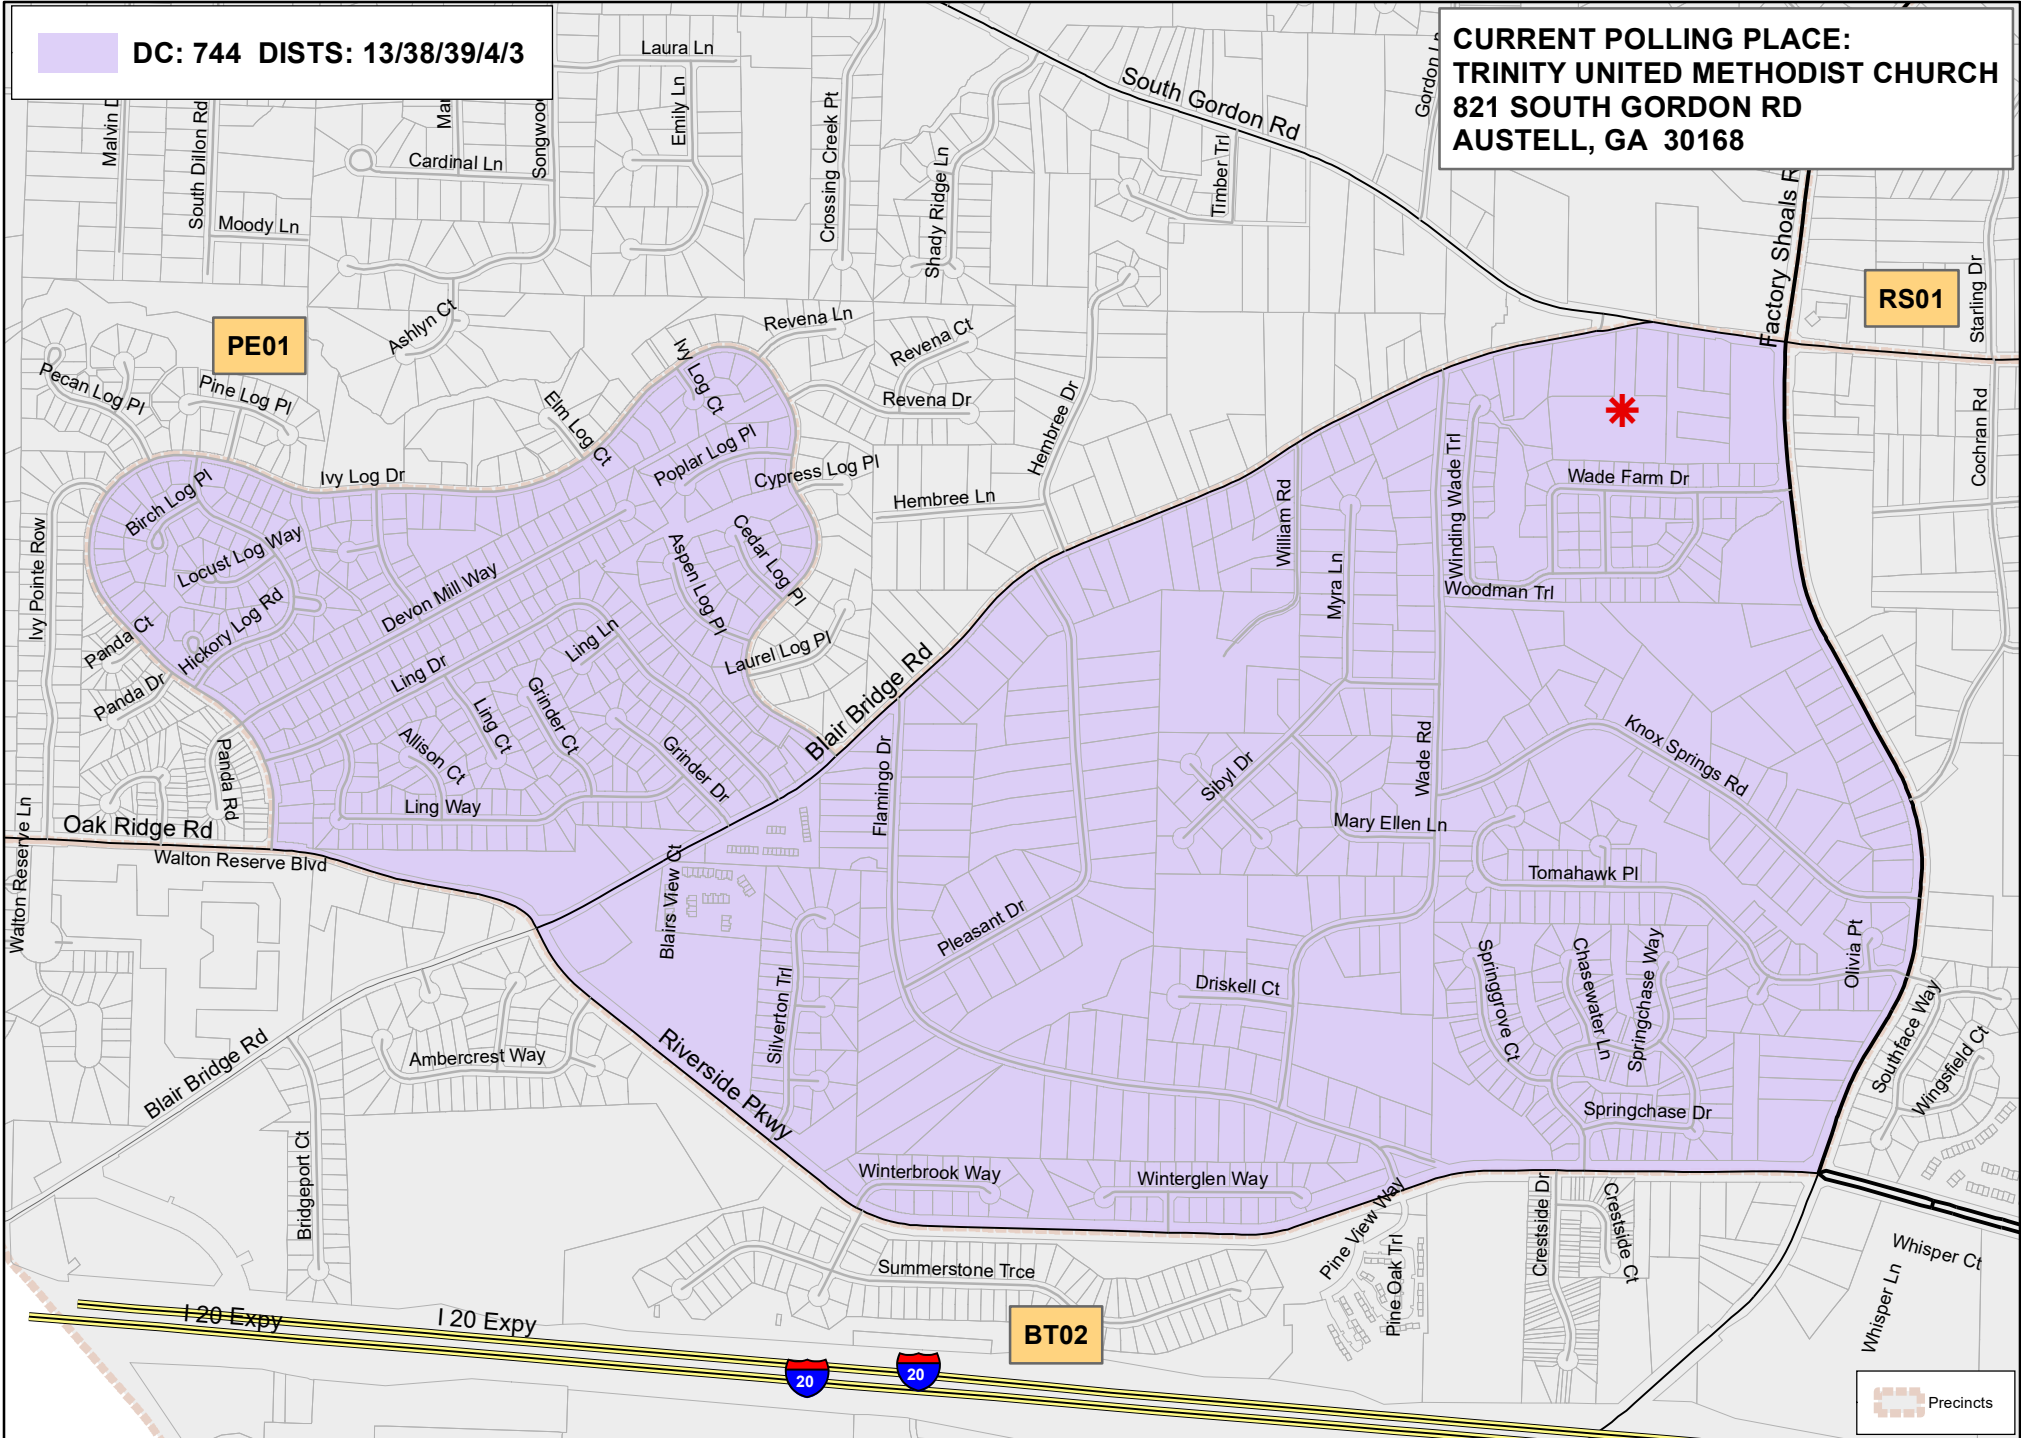 DC: 744 DISTS: 13/38/39/4/3
CURRENT POLLING PLACE:
TRINITY UNITED METHODIST CHURCH
821 SOUTH GORDON RD
AUSTELL, GA 30168
Laura Ln
Emily Ln
South Dillon Rd
Cardinal Ln
Moody Ln
Crossing Creek Pt
Shady Ridge Ln
South Gordon Rd
Timber Trl
Factory Shoals R
Starling Dr
RS01
PE01
Ashlyn Ct
Revena Ln
Revena Ct
Revena Dr
Hembree Dr
Hembree Ln
Ivy Log Ct
Elm Log Ct
Pecan Log Pl
Pine Log Pl
Ivy Log Dr
Poplar Log Pl
Cypress Log Pl
Cedar Log Pl
Aspen Log Pl
Laurel Log Pl
Birch Log Pl
Locust Log Way
Hickory Log Rd
Devon Mill Way
Ivy Pointe Row
Panda Ct
Panda Dr
Panda Rd
Ling Dr
Ling Ln
Ling Ct
Grinder Ct
Grinder Dr
Allison Ct
Ling Way
Blair Bridge Rd
William Rd
Myra Ln
Winding Wade Trl
Wade Farm Dr
Woodman Trl
Cochran Rd
Knox Springs Rd
Wade Rd
Sibyl Dr
Mary Ellen Ln
Flamingo Dr
Pleasant Dr
Tomahawk Pl
Olivia Pt
Oak Ridge Rd
Walton Reserve Blvd
Walton Reserve Ln
Blairs View Ct
Silverton Trl
Driskell Ct
Springgrove Ct
Chasewater Ln
Springchase Way
Springchase Dr
Southface Way
Wingsfield Ct
Blair Bridge Rd
Ambercrest Way
Riverside Pkwy
Bridgeport Ct
Winterbrook Way
Winterglen Way
Pine View Way
Pine Oak Trl
Crestside Dr
Crestside Ct
Whisper Ct
Whisper Ln
Summerstone Trce
I 20 Expy
I 20 Expy
BT02
20
20
Precincts